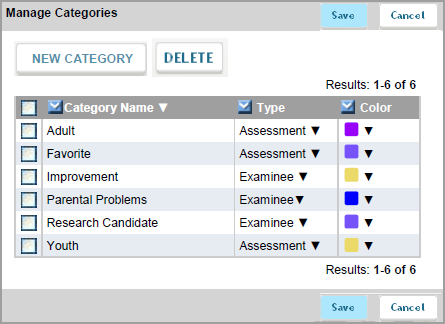 Manage Categories Save Cancel
NEW CATEGORY DELETE
Results: 1-6 of 6
Category Name ▼ Type Color
Adult Assessment ▼ ▼
Favorite Assessment ▼ ▼
Improvement Examinee ▼ ▼
Parental Problems Examinee▼ ▼
Research Candidate Examinee ▼ ▼
Youth Assessment ▼ ▼
Results: 1-6 of 6
Save Cancel